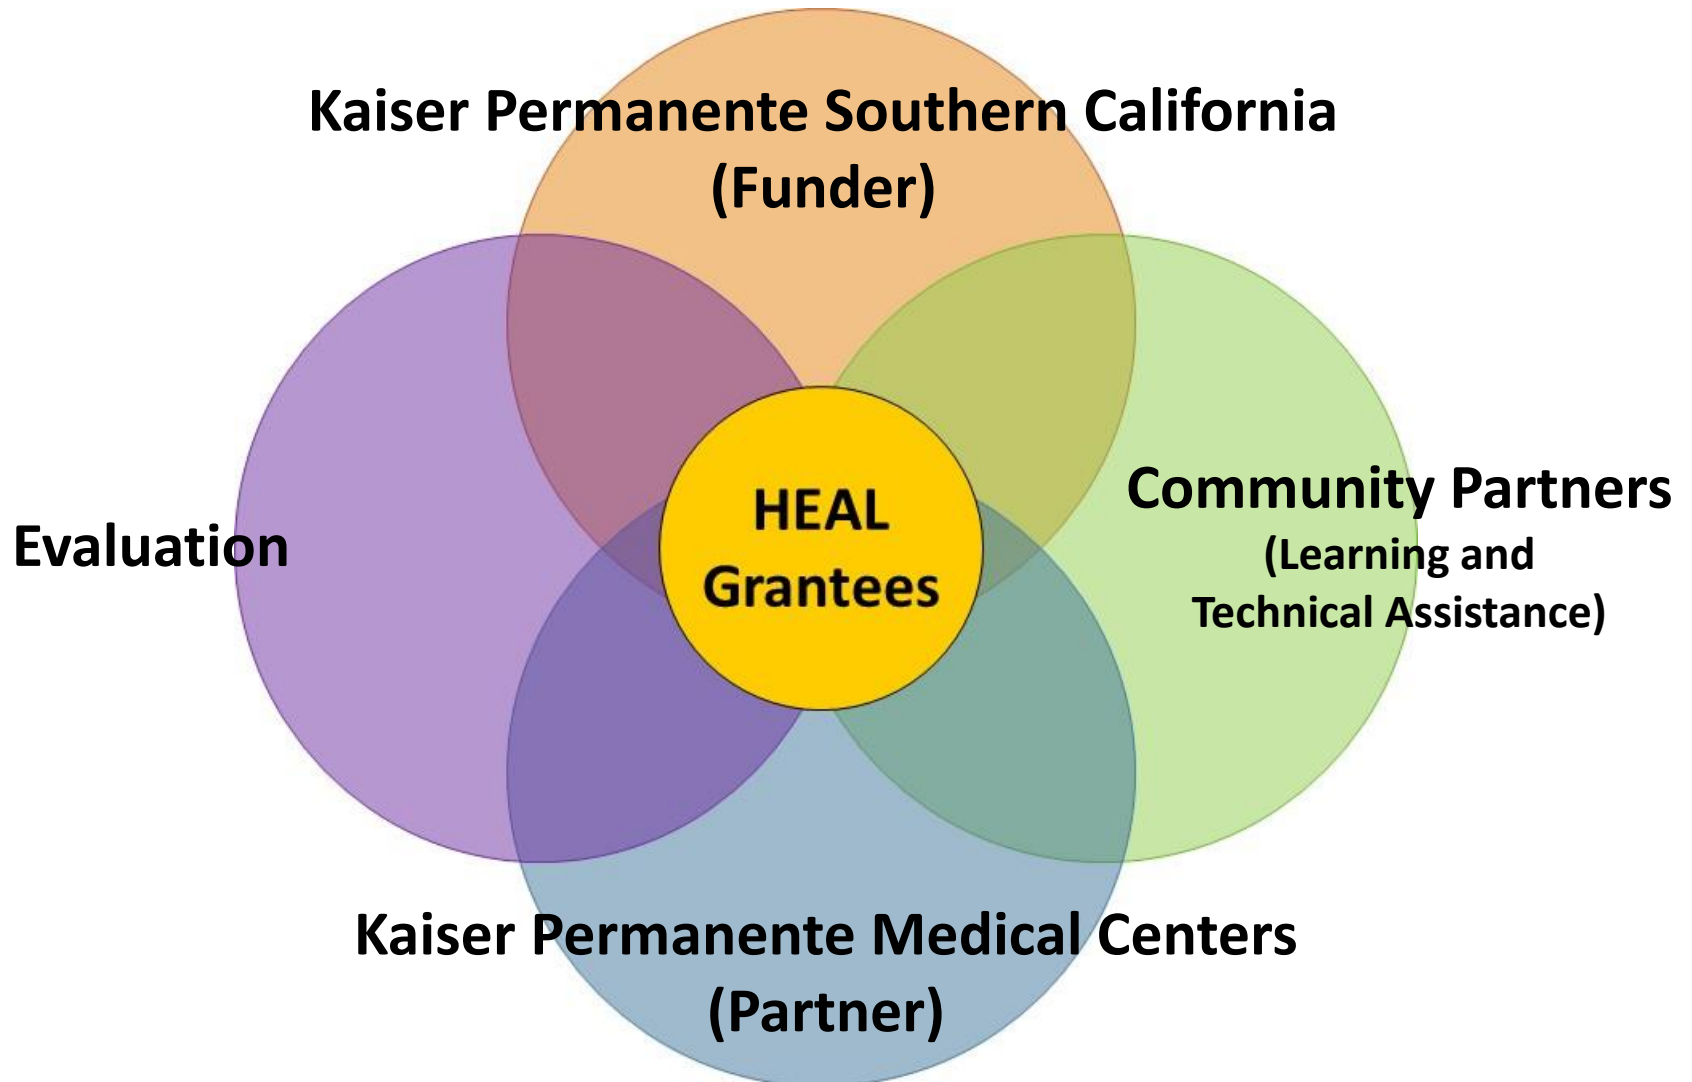 Kaiser Permanente Southern California
(Funder)
Evaluation
HEAL
Grantees
Community Partners
(Learning and
Technical Assistance)
Kaiser Permanente Medical Centers
(Partner)